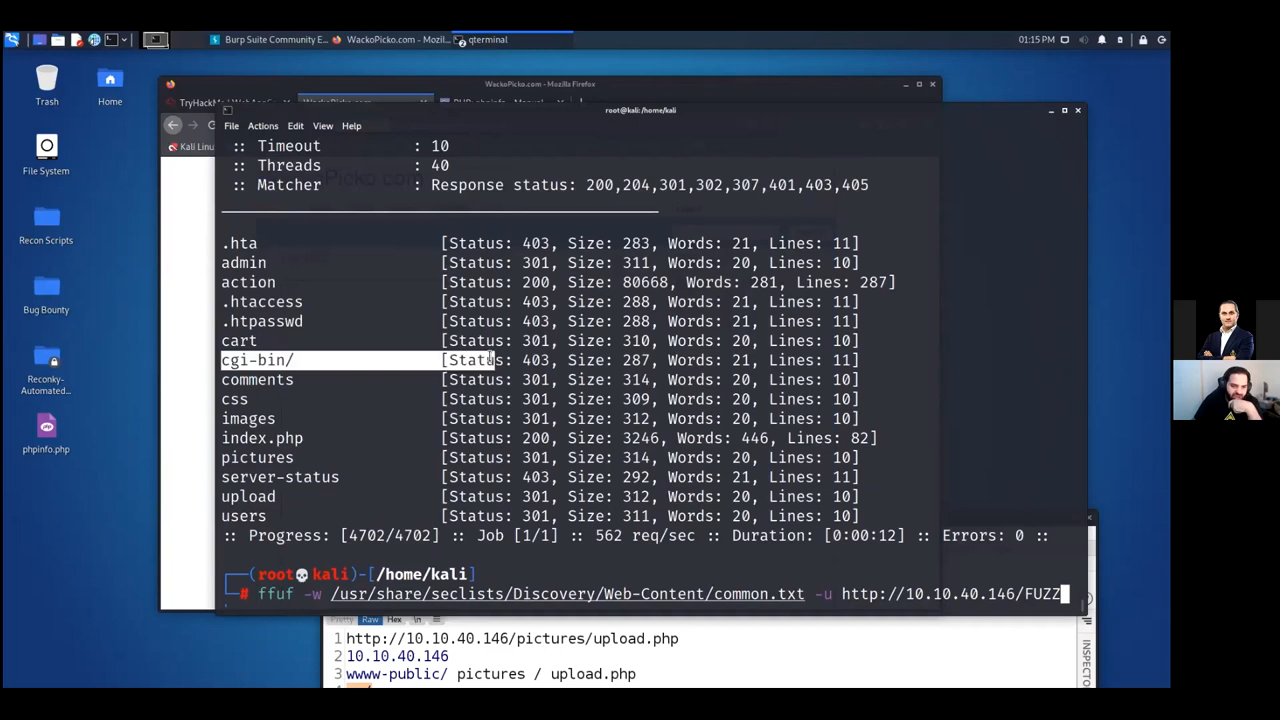 Burp Suite Community E...
WackoPicko.com - Mozil...
qterminal
01:15 PM
Trash
Home
File System
Recon Scripts
Bug Bounty
Reconky-
Automated...
phpinfo.php
WackoPicko.com - Mozilla Firefox
WackoPicko.com
Kali Linu
root@kali: /home/kali
File Actions Edit View Help
:: Timeout : 10
:: Threads : 40
:: Matcher : Response status: 200,204,301,302,307,401,403,405
.hta [Status: 403, Size: 283, Words: 21, Lines: 11]
admin [Status: 301, Size: 311, Words: 20, Lines: 10]
action [Status: 200, Size: 80668, Words: 281, Lines: 287]
.htaccess [Status: 403, Size: 288, Words: 21, Lines: 11]
.htpasswd [Status: 403, Size: 288, Words: 21, Lines: 11]
cart [Status: 301, Size: 310, Words: 20, Lines: 10]
cgi-bin/ [Status: 403, Size: 287, Words: 21, Lines: 11]
comments [Status: 301, Size: 314, Words: 20, Lines: 10]
css [Status: 301, Size: 309, Words: 20, Lines: 10]
images [Status: 301, Size: 312, Words: 20, Lines: 10]
index.php [Status: 200, Size: 3246, Words: 446, Lines: 82]
pictures [Status: 301, Size: 314, Words: 20, Lines: 10]
server-status [Status: 403, Size: 292, Words: 21, Lines: 11]
upload [Status: 301, Size: 312, Words: 20, Lines: 10]
users [Status: 301, Size: 311, Words: 20, Lines: 10]
:: Progress: [4702/4702] :: Job [1/1] :: 562 req/sec :: Duration: [0:00:12] :: Errors: 0 ::
(root💀kali)-[/home/kali]
# ffuf -w /usr/share/seclists/Discovery/Web-Content/common.txt -u http://10.10.40.146/FUZZ
Pretty Raw Hex \n
1 http://10.10.40.146/pictures/upload.php
2 10.10.40.146
3 wwww-public/ pictures / upload.php
INSPECTO